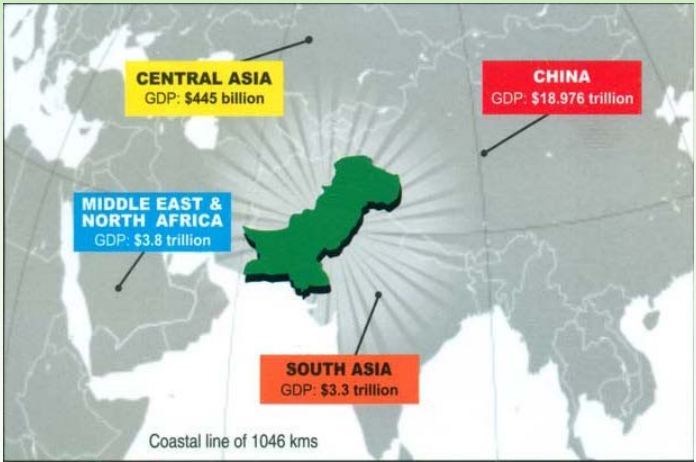 CENTRAL ASIA
GDP: $445 billion
CHINA
GDP: $18.976 trillion
MIDDLE EAST &
NORTH AFRICA
GDP: $3.8 trillion
SOUTH ASIA
GDP: $3.3 trillion
Coastal line of 1046 kms